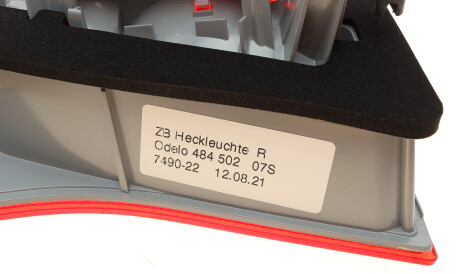 ZB Heckleuchte R
Odelo 484 502 07S
7490-22 12.08.21